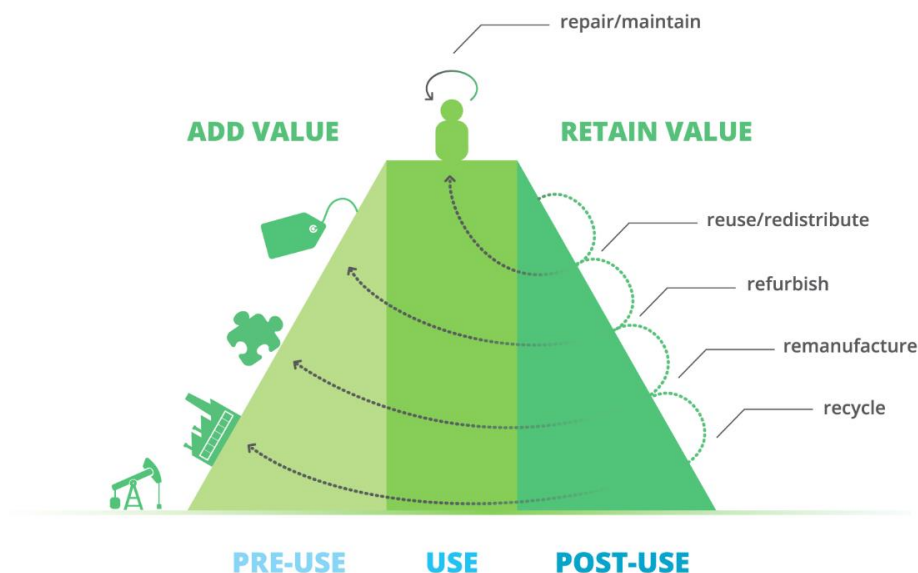 repair/maintain
ADD VALUE
RETAIN VALUE
reuse/redistribute
refurbish
remanufacture
recycle
PRE-USE
USE
POST-USE